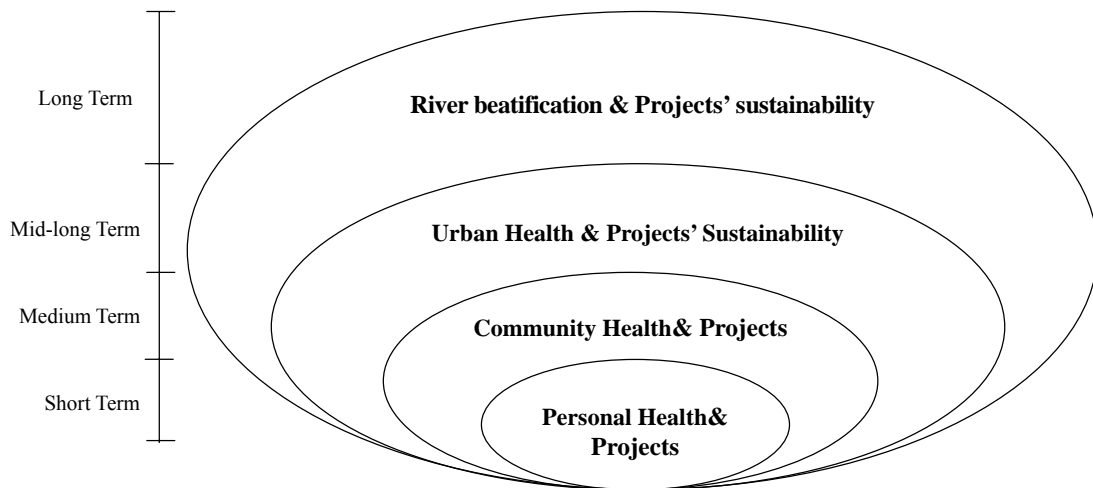 Long Term
River beatification & Projects’ sustainability
Mid-long Term
Urban Health & Projects’ Sustainability
Medium Term
Community Health& Projects
Short Term
Personal Health&
Projects